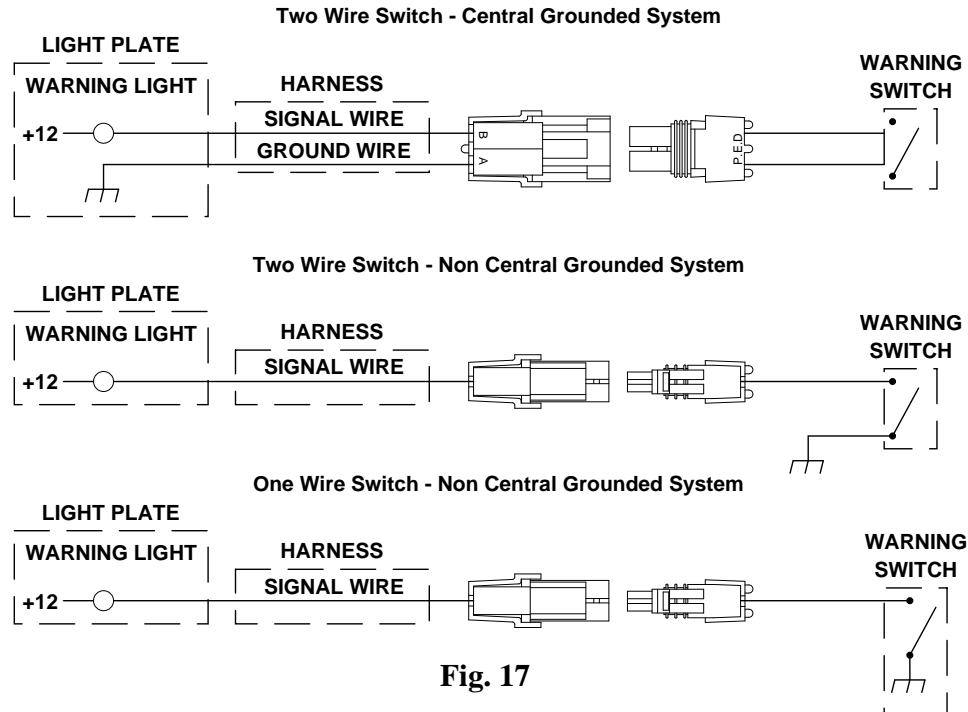 Two Wire Switch - Central Grounded System
LIGHT PLATE
WARNING LIGHT
+12
HARNESS
SIGNAL WIRE
GROUND WIRE
B
A
P.E.D
WARNING
SWITCH
Two Wire Switch - Non Central Grounded System
LIGHT PLATE
WARNING LIGHT
+12
HARNESS
SIGNAL WIRE
WARNING
SWITCH
One Wire Switch - Non Central Grounded System
LIGHT PLATE
WARNING LIGHT
+12
HARNESS
SIGNAL WIRE
WARNING
SWITCH
Fig. 17